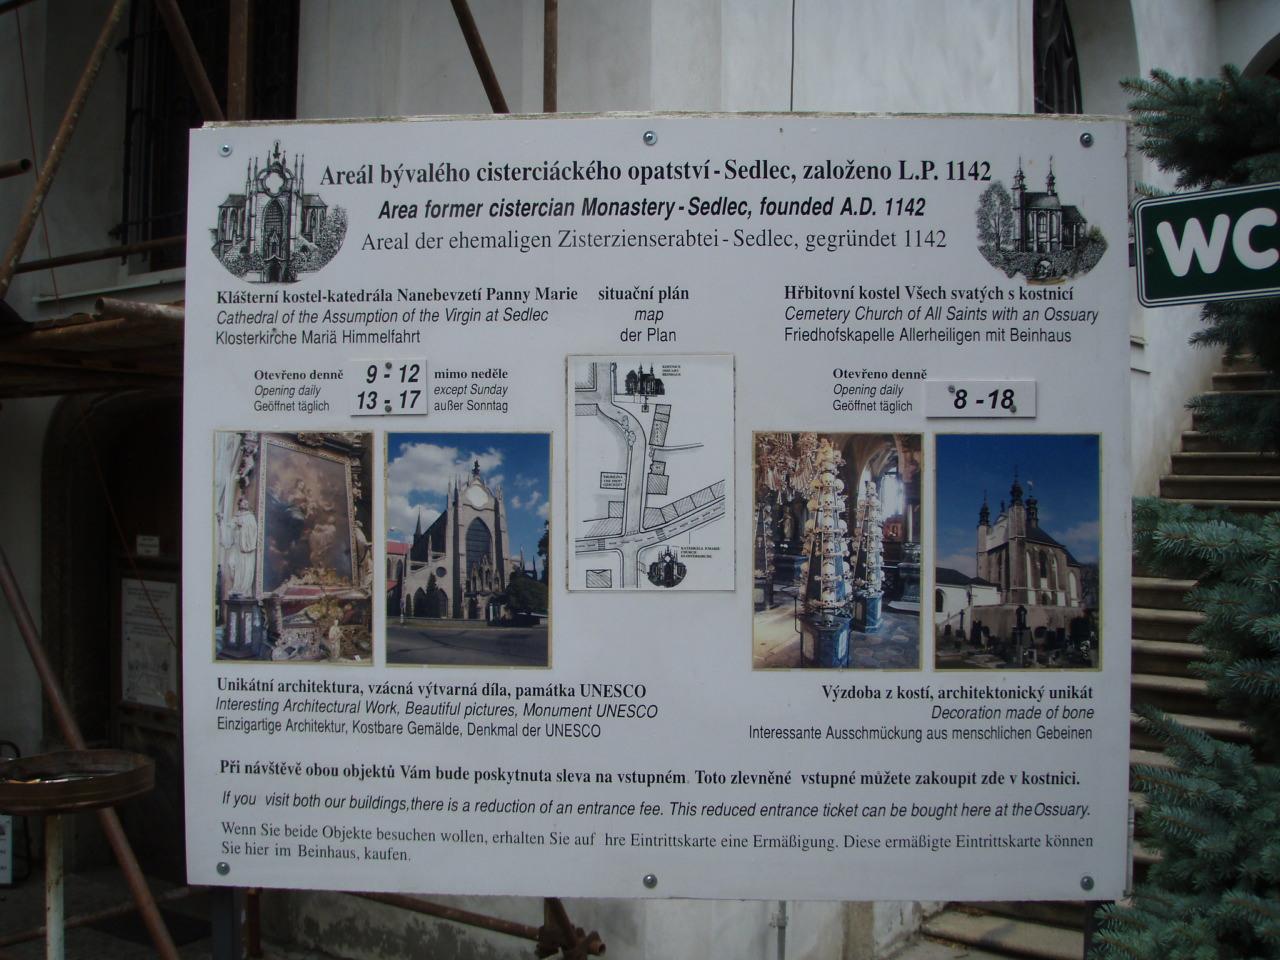 Areál bývalého cisterciáckého opatství - Sedlec, založeno L.P. 1142
Area former cistercian Monastery - Sedlec, founded A.D. 1142
Areal der ehemaligen Zisterzienserabtei - Sedlec, gegründet 1142
WC
Klášterní kostel-katedrála Nanebevzetí Panny Marie
Cathedral of the Assumption of the Virgin at Sedlec
Klosterkirche Mariä Himmelfahrt
situační plán
map
der Plan
Hřbitovní kostel Všech svatých s kostnicí
Cemetery Church of All Saints with an Ossuary
Friedhofskapelle Allerheiligen mit Beinhaus
Otevřeno denně
Opening daily
Geöffnet täglich
9 - 12
13 - 17
mimo neděle
except Sunday
außer Sonntag
Otevřeno denně
Opening daily
Geöffnet täglich
8 - 18
Unikátní architektura, vzácná výtvarná díla, památka UNESCO
Interesting Architectural Work, Beautiful pictures, Monument UNESCO
Einzigartige Architektur, Kostbare Gemälde, Denkmal der UNESCO
Výzdoba z kostí, architektonický unikát
Decoration made of bone
Interessante Ausschmückung aus menschlichen Gebeinen
Při návštěvě obou objektů Vám bude poskytnuta sleva na vstupném. Toto zlevněné vstupné můžete zakoupit zde v kostnici.
If you visit both our buildings,there is a reduction of an entrance fee. This reduced entrance ticket can be bought here at the Ossuary.
Wenn Sie beide Objekte besuchen wollen, erhalten Sie auf hre Eintrittskarte eine Ermäßigung. Diese ermäßigte Eintrittskarte können
Sie hier im Beinhaus, kaufen.